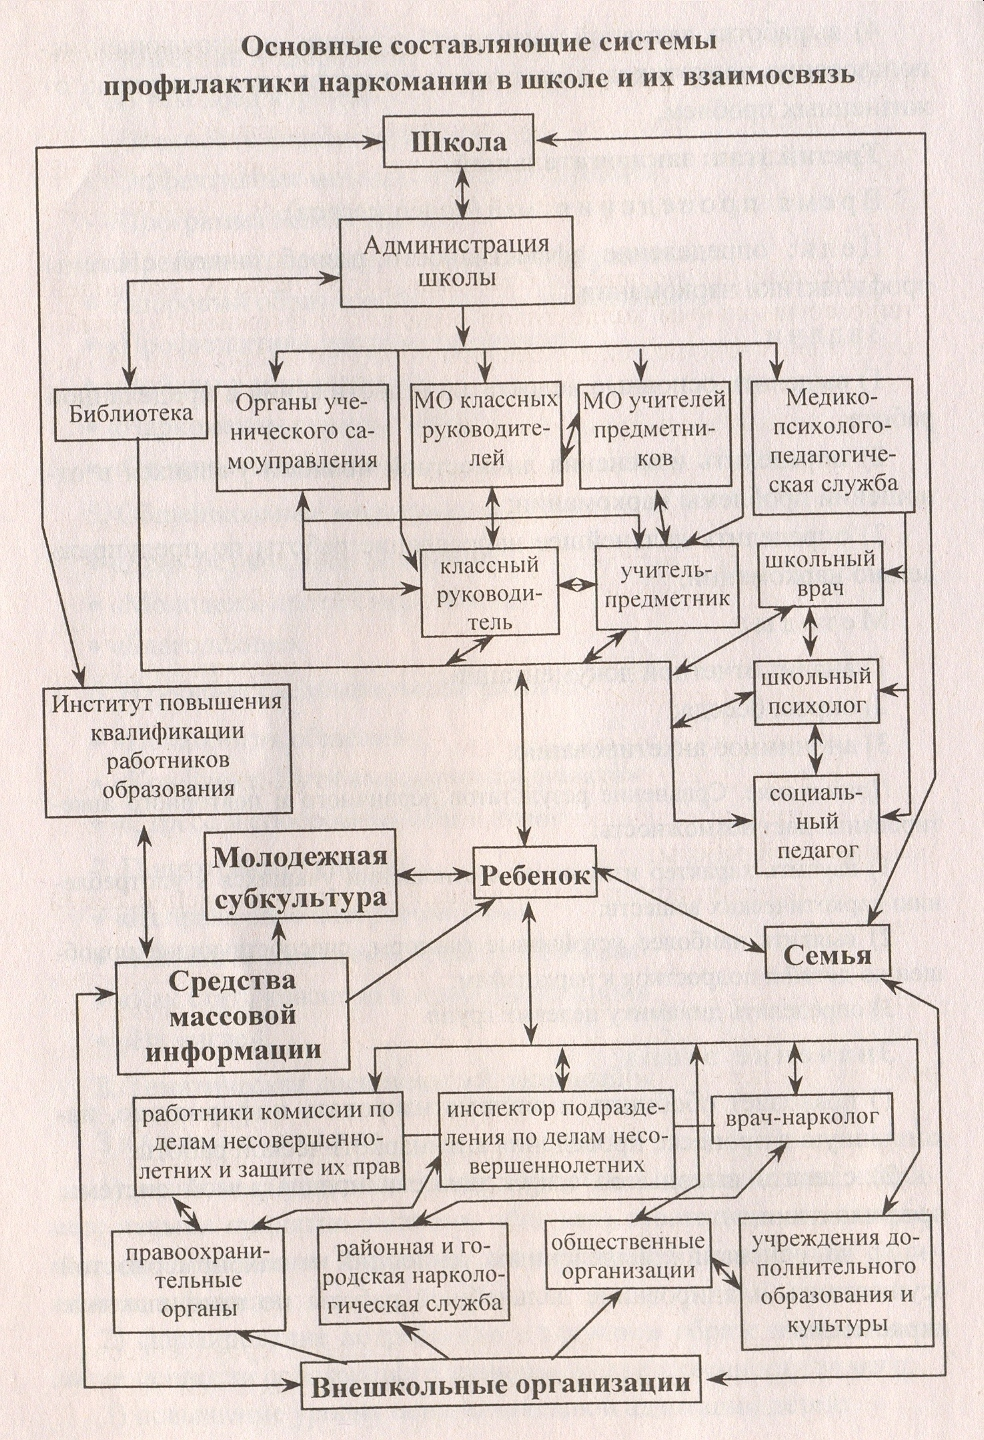 Основные составляющие системы
профилактики наркомании в школе и их взаимосвязь
Школа
Администрация
школы
Библиотека
Органы уче-
нического са-
моуправления
МО классных
руководите-
лей
МО учителей
предметни-
ков
Медико-
психолого-
педагогиче-
ская служба
классный
руководи-
тель
учитель-
предметник
школьный
врач
школьный
психолог
социаль-
ный
педагог
Институт повышения
квалификации
работников
образования
Молодежная
субкультура
Ребенок
Семья
Средства
массовой
информации
работники комиссии по
делам несовершенно-
летних и защите их прав
инспектор подразде-
ления по делам несо-
вершеннолетних
врач-нарколог
правоохрани-
тельные
органы
районная и го-
родская нарколо-
гическая служба
общественные
организации
учреждения до-
полнительного
образования и
культуры
Внешкольные организации